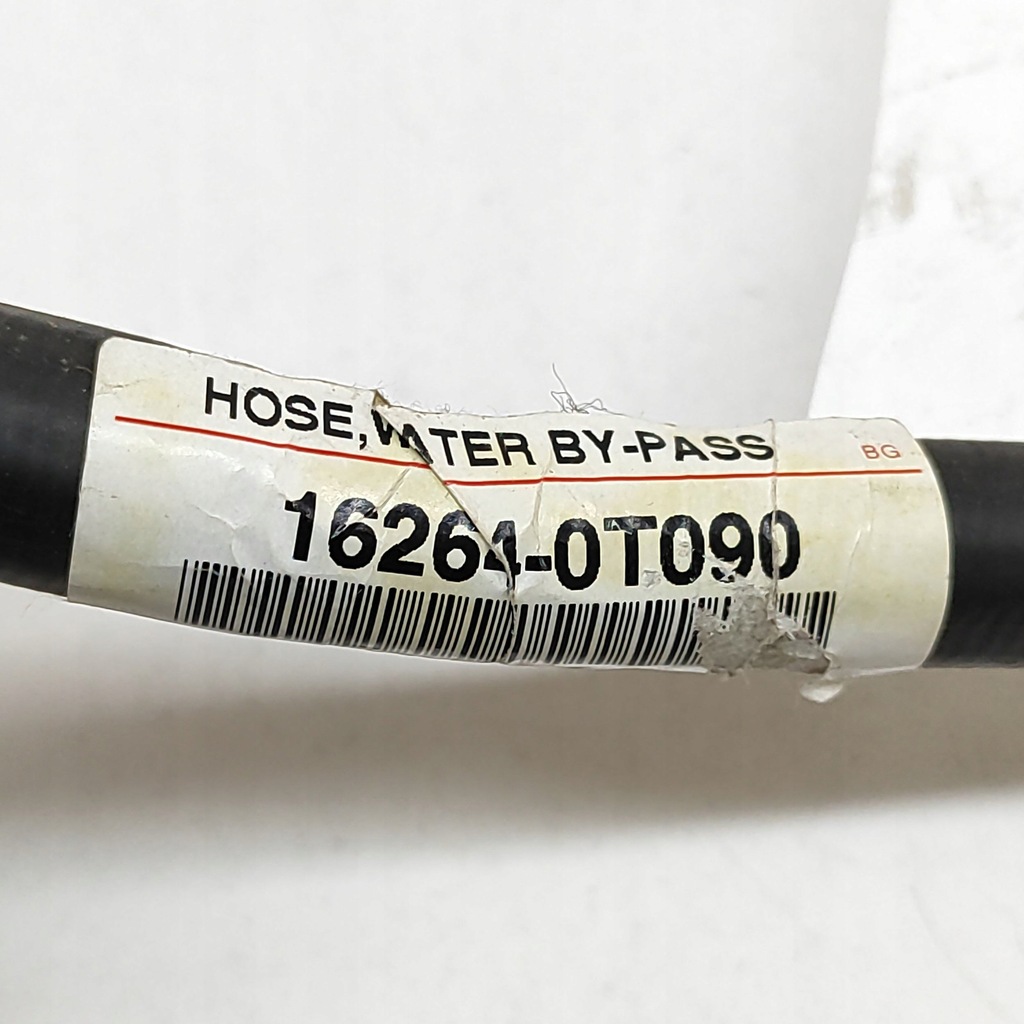 HOSE,WATER BY-PASS
BG
16264-0T090